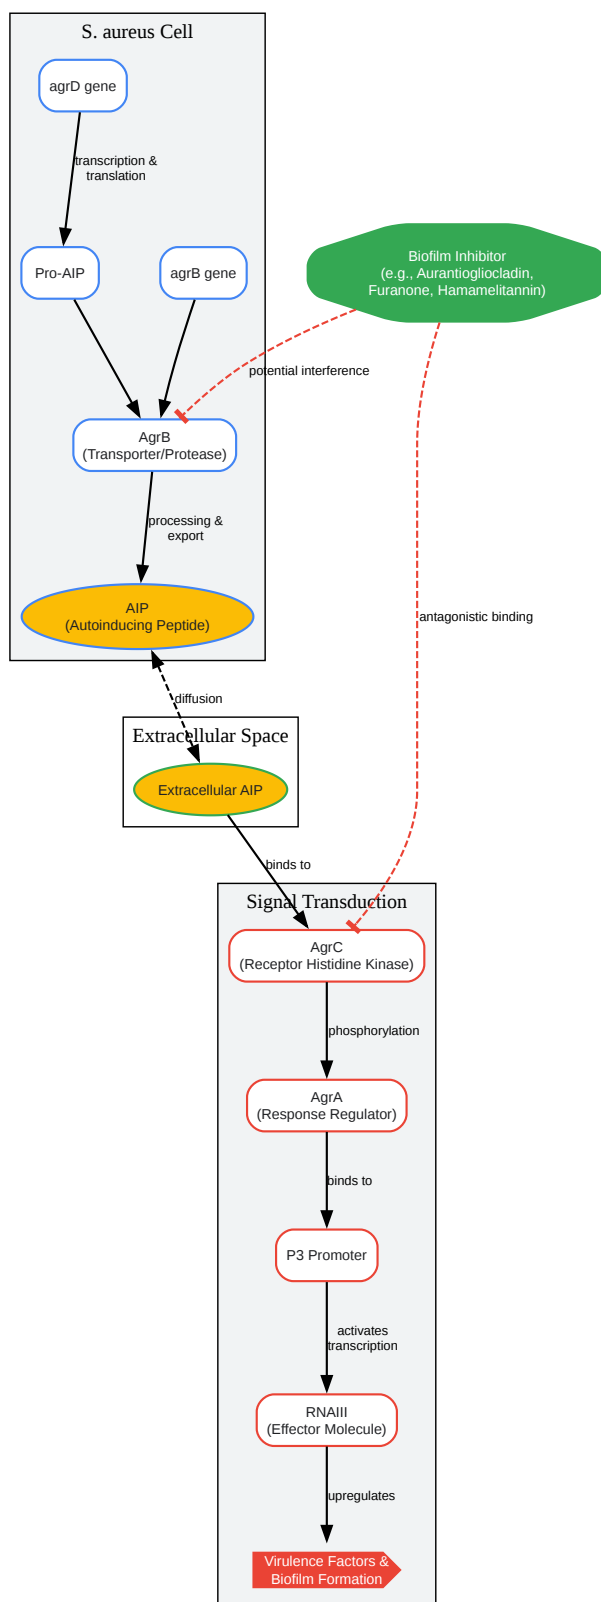 S. aureus Cell
agrD gene
transcription &
translation
Pro-AIP
agrB gene
Biofilm Inhibitor
(e.g., Aurantiogliocladin,
Furanone, Hamamelitannin)
potential interference
AgrB
(Transporter/Protease)
processing &
export
AIP
(Autoinducing Peptide)
antagonistic binding
diffusion
Extracellular Space
Extracellular AIP
binds to
Signal Transduction
AgrC
(Receptor Histidine Kinase)
phosphorylation
AgrA
(Response Regulator)
binds to
P3 Promoter
activates
transcription
RNAIII
(Effector Molecule)
upregulates
Virulence Factors &
Biofilm Formation